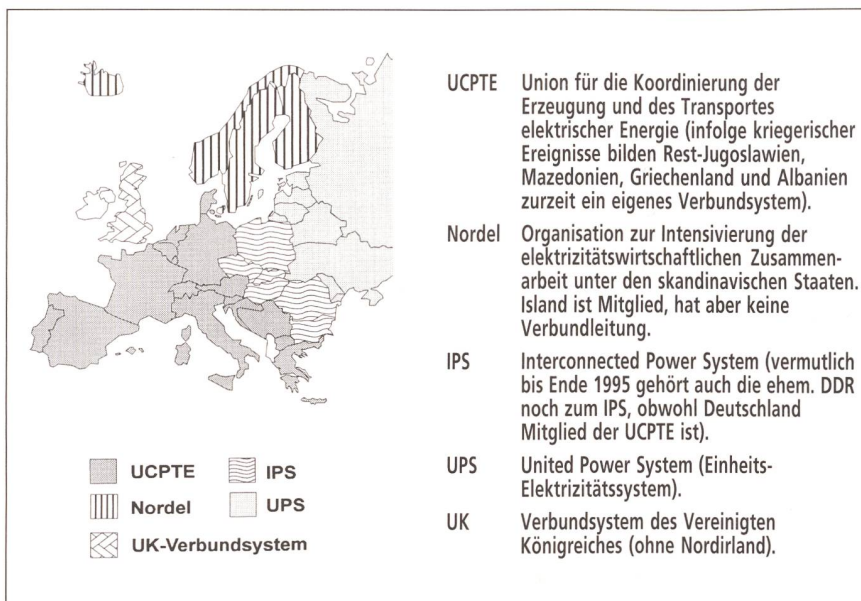 UCPTE Union für die Koordinierung der
Erzeugung und des Transportes
elektrischer Energie (infolge kriegerischer
Ereignisse bilden Rest-Jugoslawien,
Mazedonien, Griechenland und Albanien
zurzeit ein eigenes Verbundsystem).
Nordel Organisation zur Intensivierung der
elektrizitätswirtschaftlichen Zusammen-
arbeit unter den skandinavischen Staaten.
Island ist Mitglied, hat aber keine
Verbundleitung.
IPS Interconnected Power System (vermutlich
bis Ende 1995 gehört auch die ehem. DDR
noch zum IPS, obwohl Deutschland
Mitglied der UCPTE ist).
UPS United Power System (Einheits-
Elektrizitätssystem).
UK Verbundsystem des Vereinigten
Königreiches (ohne Nordirland).
UCPTE IPS
Nordel UPS
UK-Verbundsystem